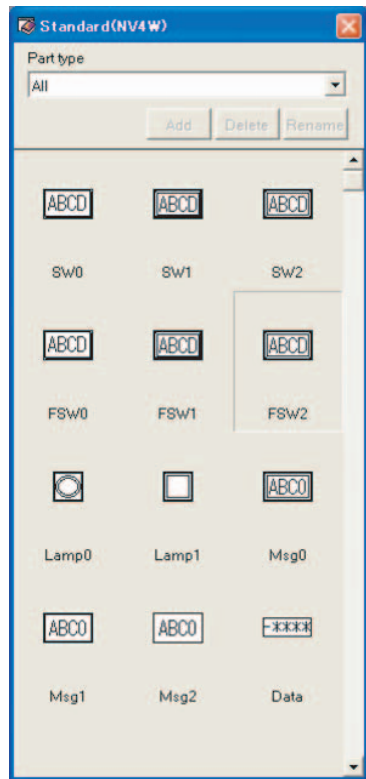 Standard(NV4W)
Part type
All
Add Delete Rename
ABCD ABCD ABCD
SW0 SW1 SW2
ABCD ABCD ABCD
FSW0 FSW1 FSW2
ABC0
Lamp0 Lamp1 Msg0
ABC0 ABC0 -****
Msg1 Msg2 Data